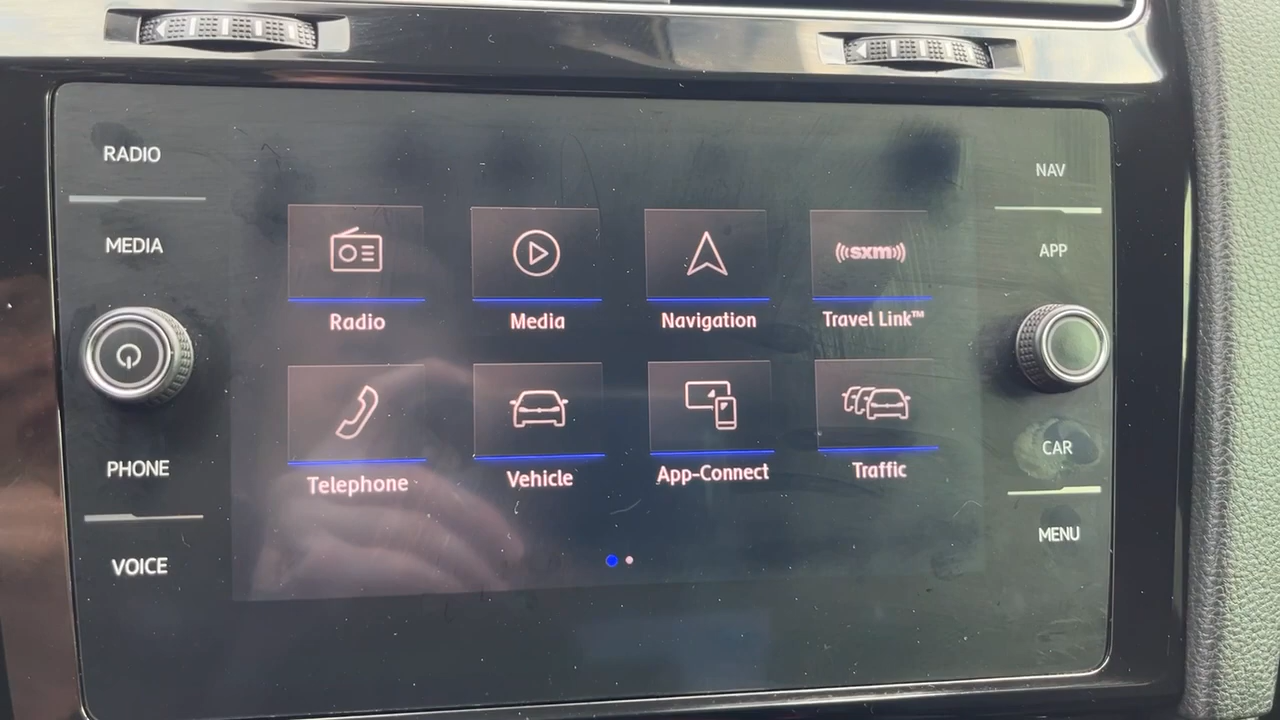 RADIO
MEDIA
PHONE
VOICE
((sxm))
Radio
Media
Navigation
Travel Link™
Telephone
Vehicle
App-Connect
Traffic
NAV
APP
CAR
MENU